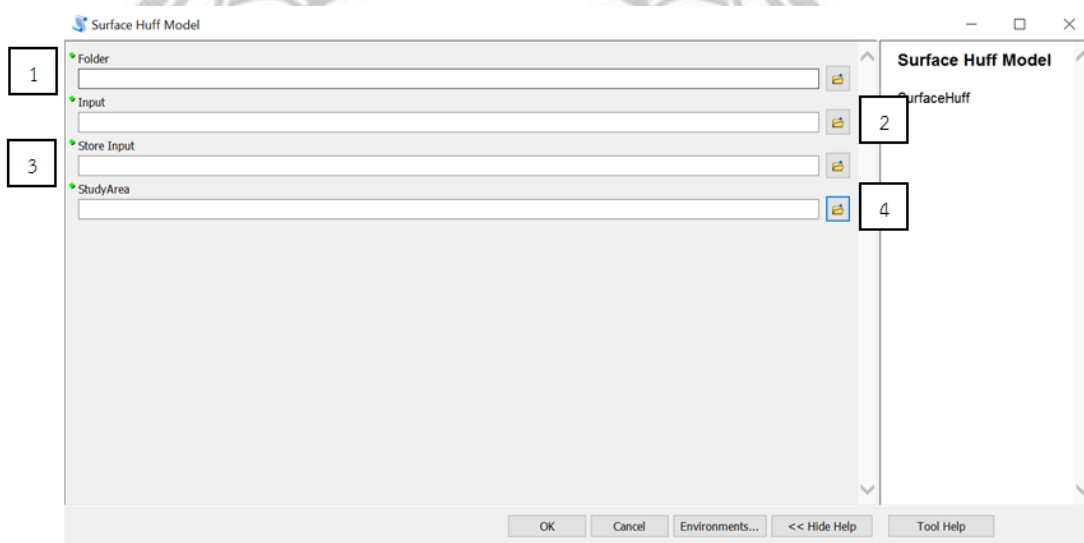 Surface Huff Model
Folder
Surface Huff Model
1
SurfaceHuff
Input
2
Store Input
3
StudyArea
4
OK
Cancel
Environments...
<< Hide Help
Tool Help